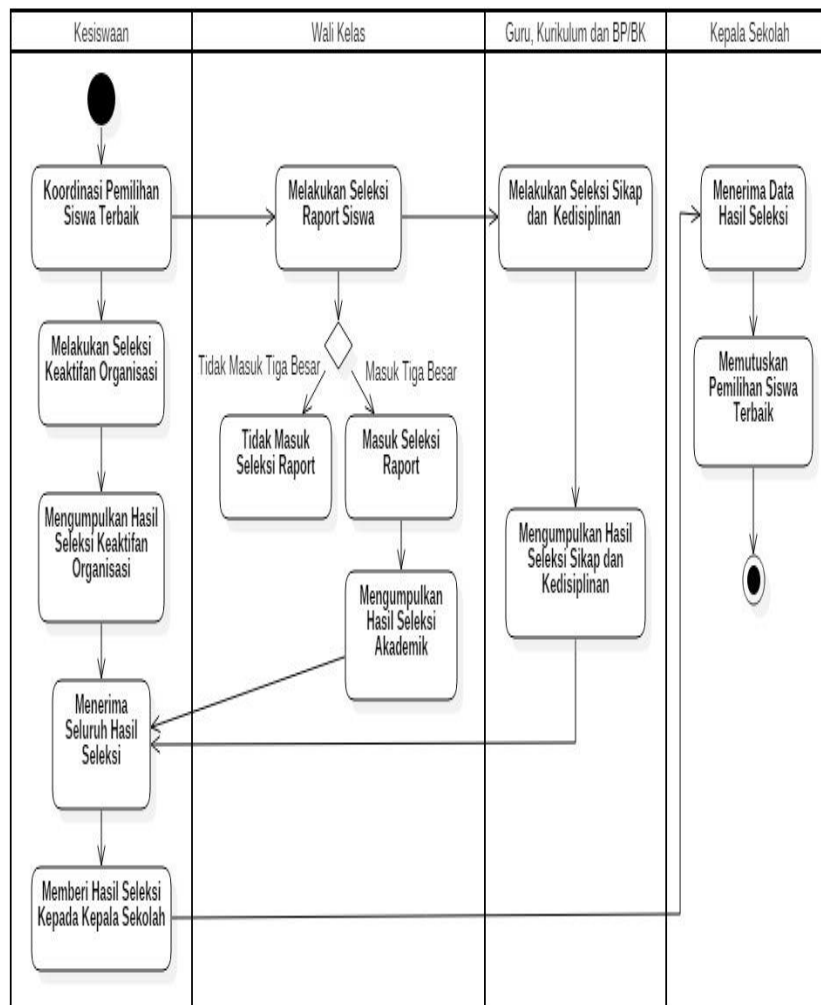 Kesiswaan
Wali Kelas
Guru, Kurikulum dan BP/BK
Kepala Sekolah
Koordinasi Pemilihan
Siswa Terbaik
Melakukan Seleksi
Raport Siswa
Melakukan Seleksi Sikap
dan Kedisiplinan
Menerima Data
Hasil Seleksi
Melakukan Seleksi
Keaktifan Organisasi
Tidak Masuk Tiga Besar
Masuk Tiga Besar
Memutuskan
Pemilihan Siswa
Terbaik
Tidak Masuk
Seleksi Raport
Masuk Seleksi
Raport
Mengumpulkan Hasil
Seleksi Keaktifan
Organisasi
Mengumpulkan Hasil
Seleksi Sikap dan
Kedisiplinan
Mengumpulkan
Hasil Seleksi
Akademik
Menerima
Seluruh Hasil
Seleksi
Memberi Hasil Seleksi
Kepada Kepala Sekolah